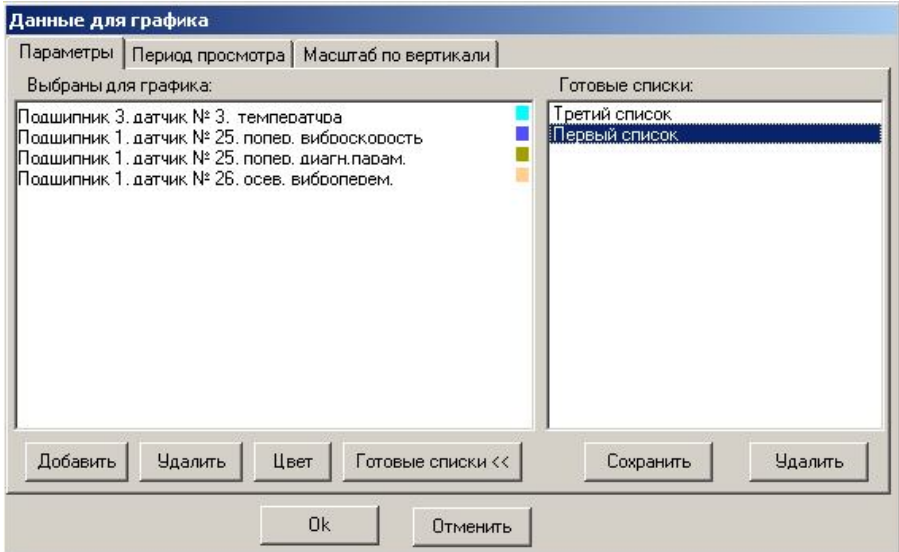 Данные для графика
Параметры Период просмотра Масштаб по вертикали
Выбраны для графика:
Подшипник 3, датчик № 3, температура
Подшипник 1, датчик № 25, попер. виброскорость
Подшипник 1, датчик № 25, попер. диагн.парам.
Подшипник 1, датчик № 26, осев. виброперем.
Готовые списки:
Третий список
Первый список
Добавить Удалить Цвет Готовые списки << Сохранить Удалить
Ok Отменить